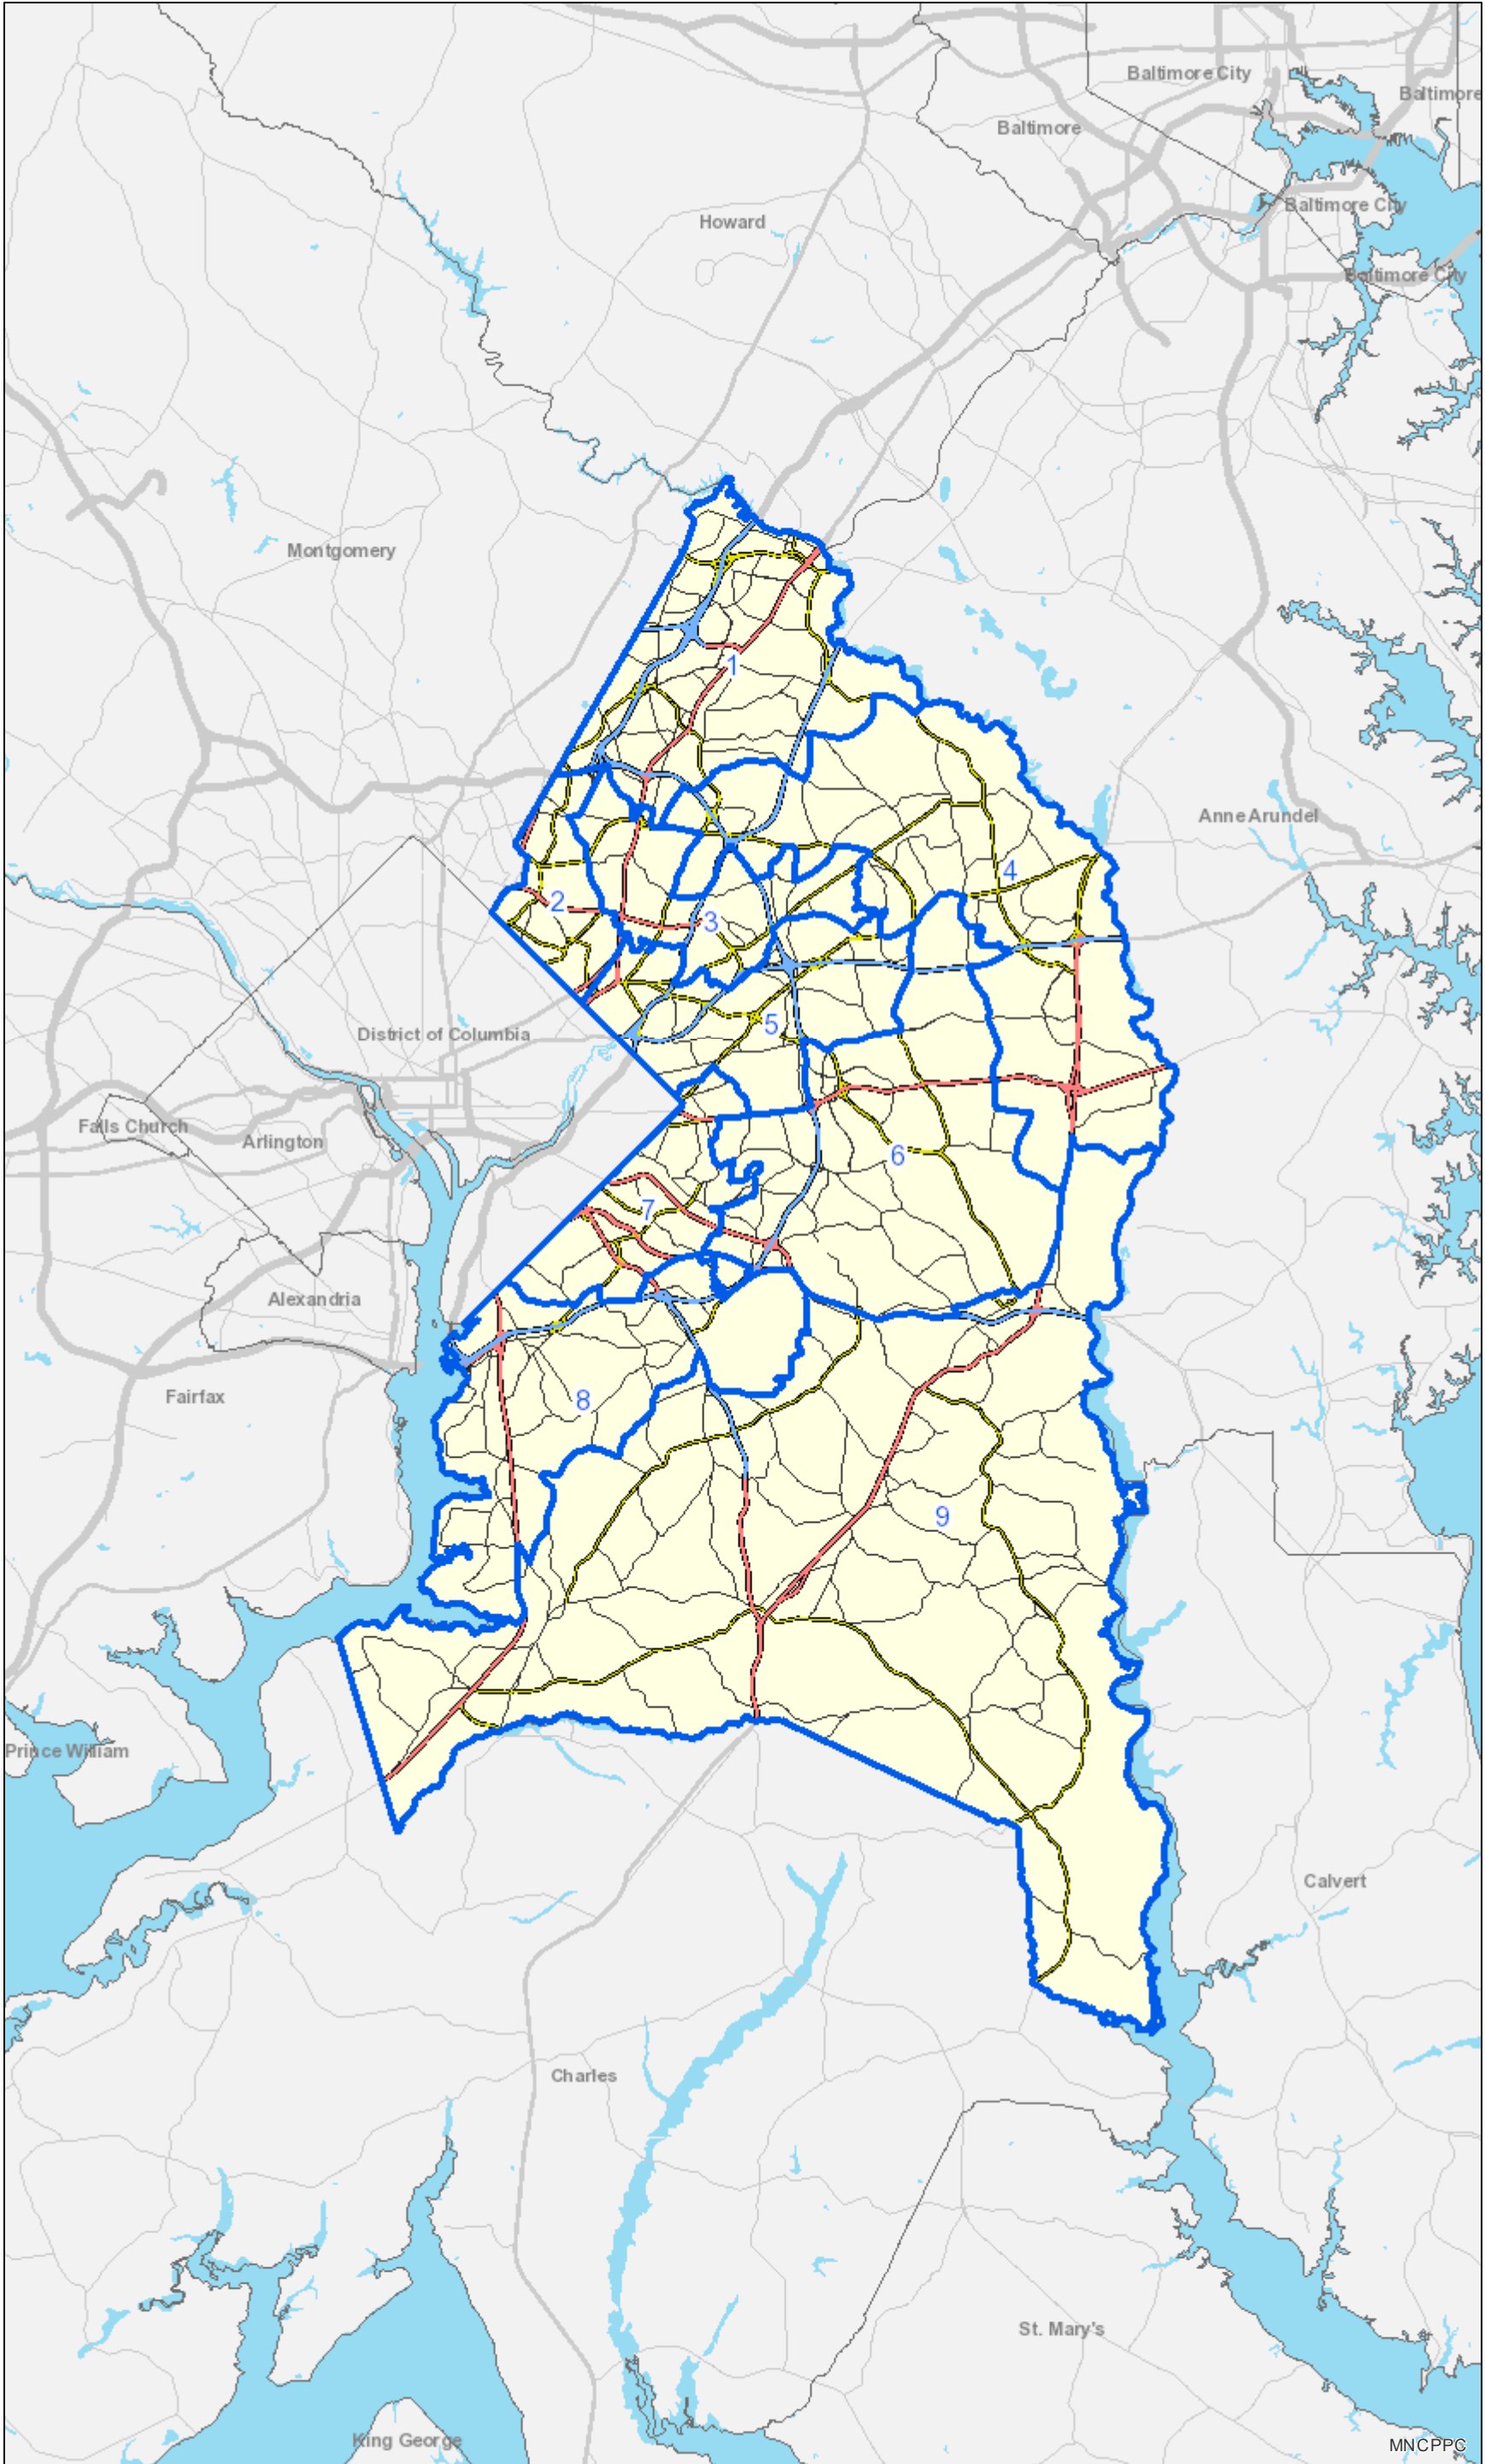 Baltimore City
Baltimore
Baltimore
Baltimore City
Howard
Baltimore City
Montgomery
1
Anne Arundel
4
2
3
5
District of Columbia
Falls Church
Arlington
6
7
Alexandria
Fairfax
8
9
Prince William
Calvert
Charles
St. Mary's
King George
MNCPPC